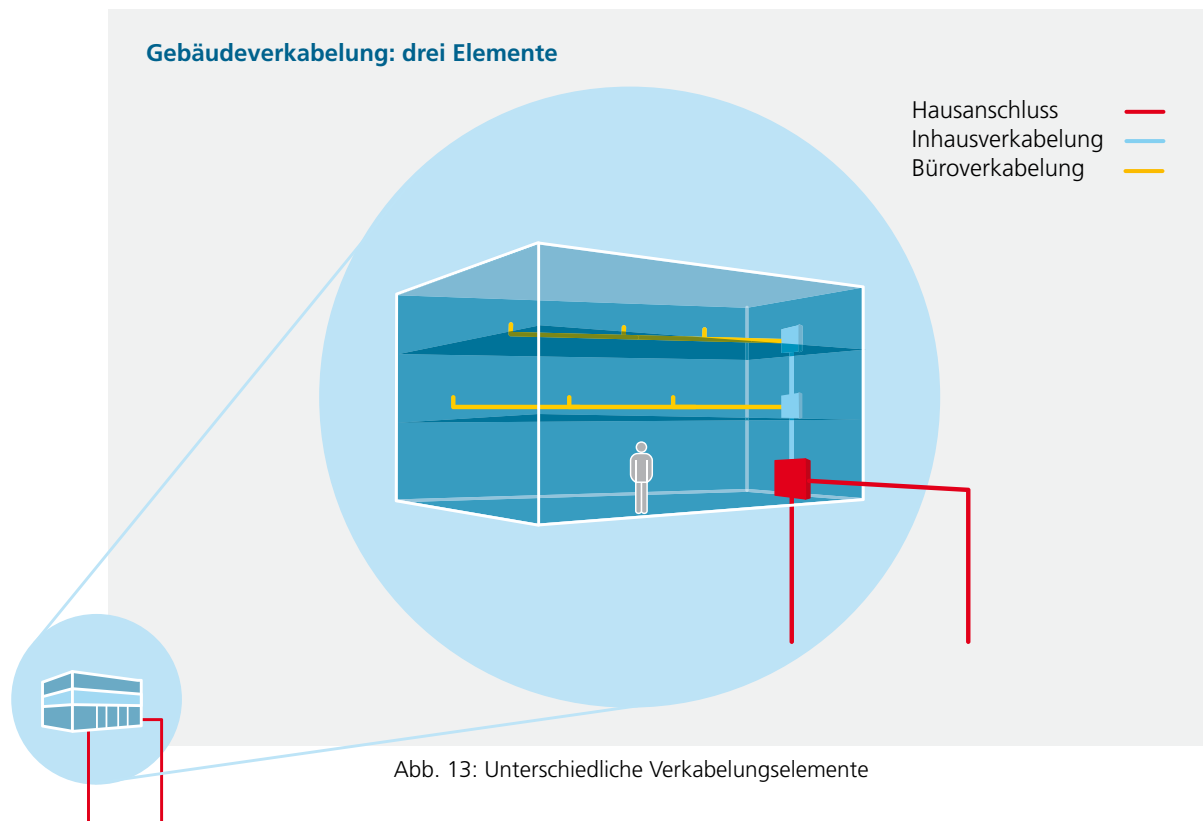 Gebäudeverkabelung: drei Elemente
Hausanschluss
Inhausverkabelung
Büroverkabelung
Abb. 13: Unterschiedliche Verkabelungselemente